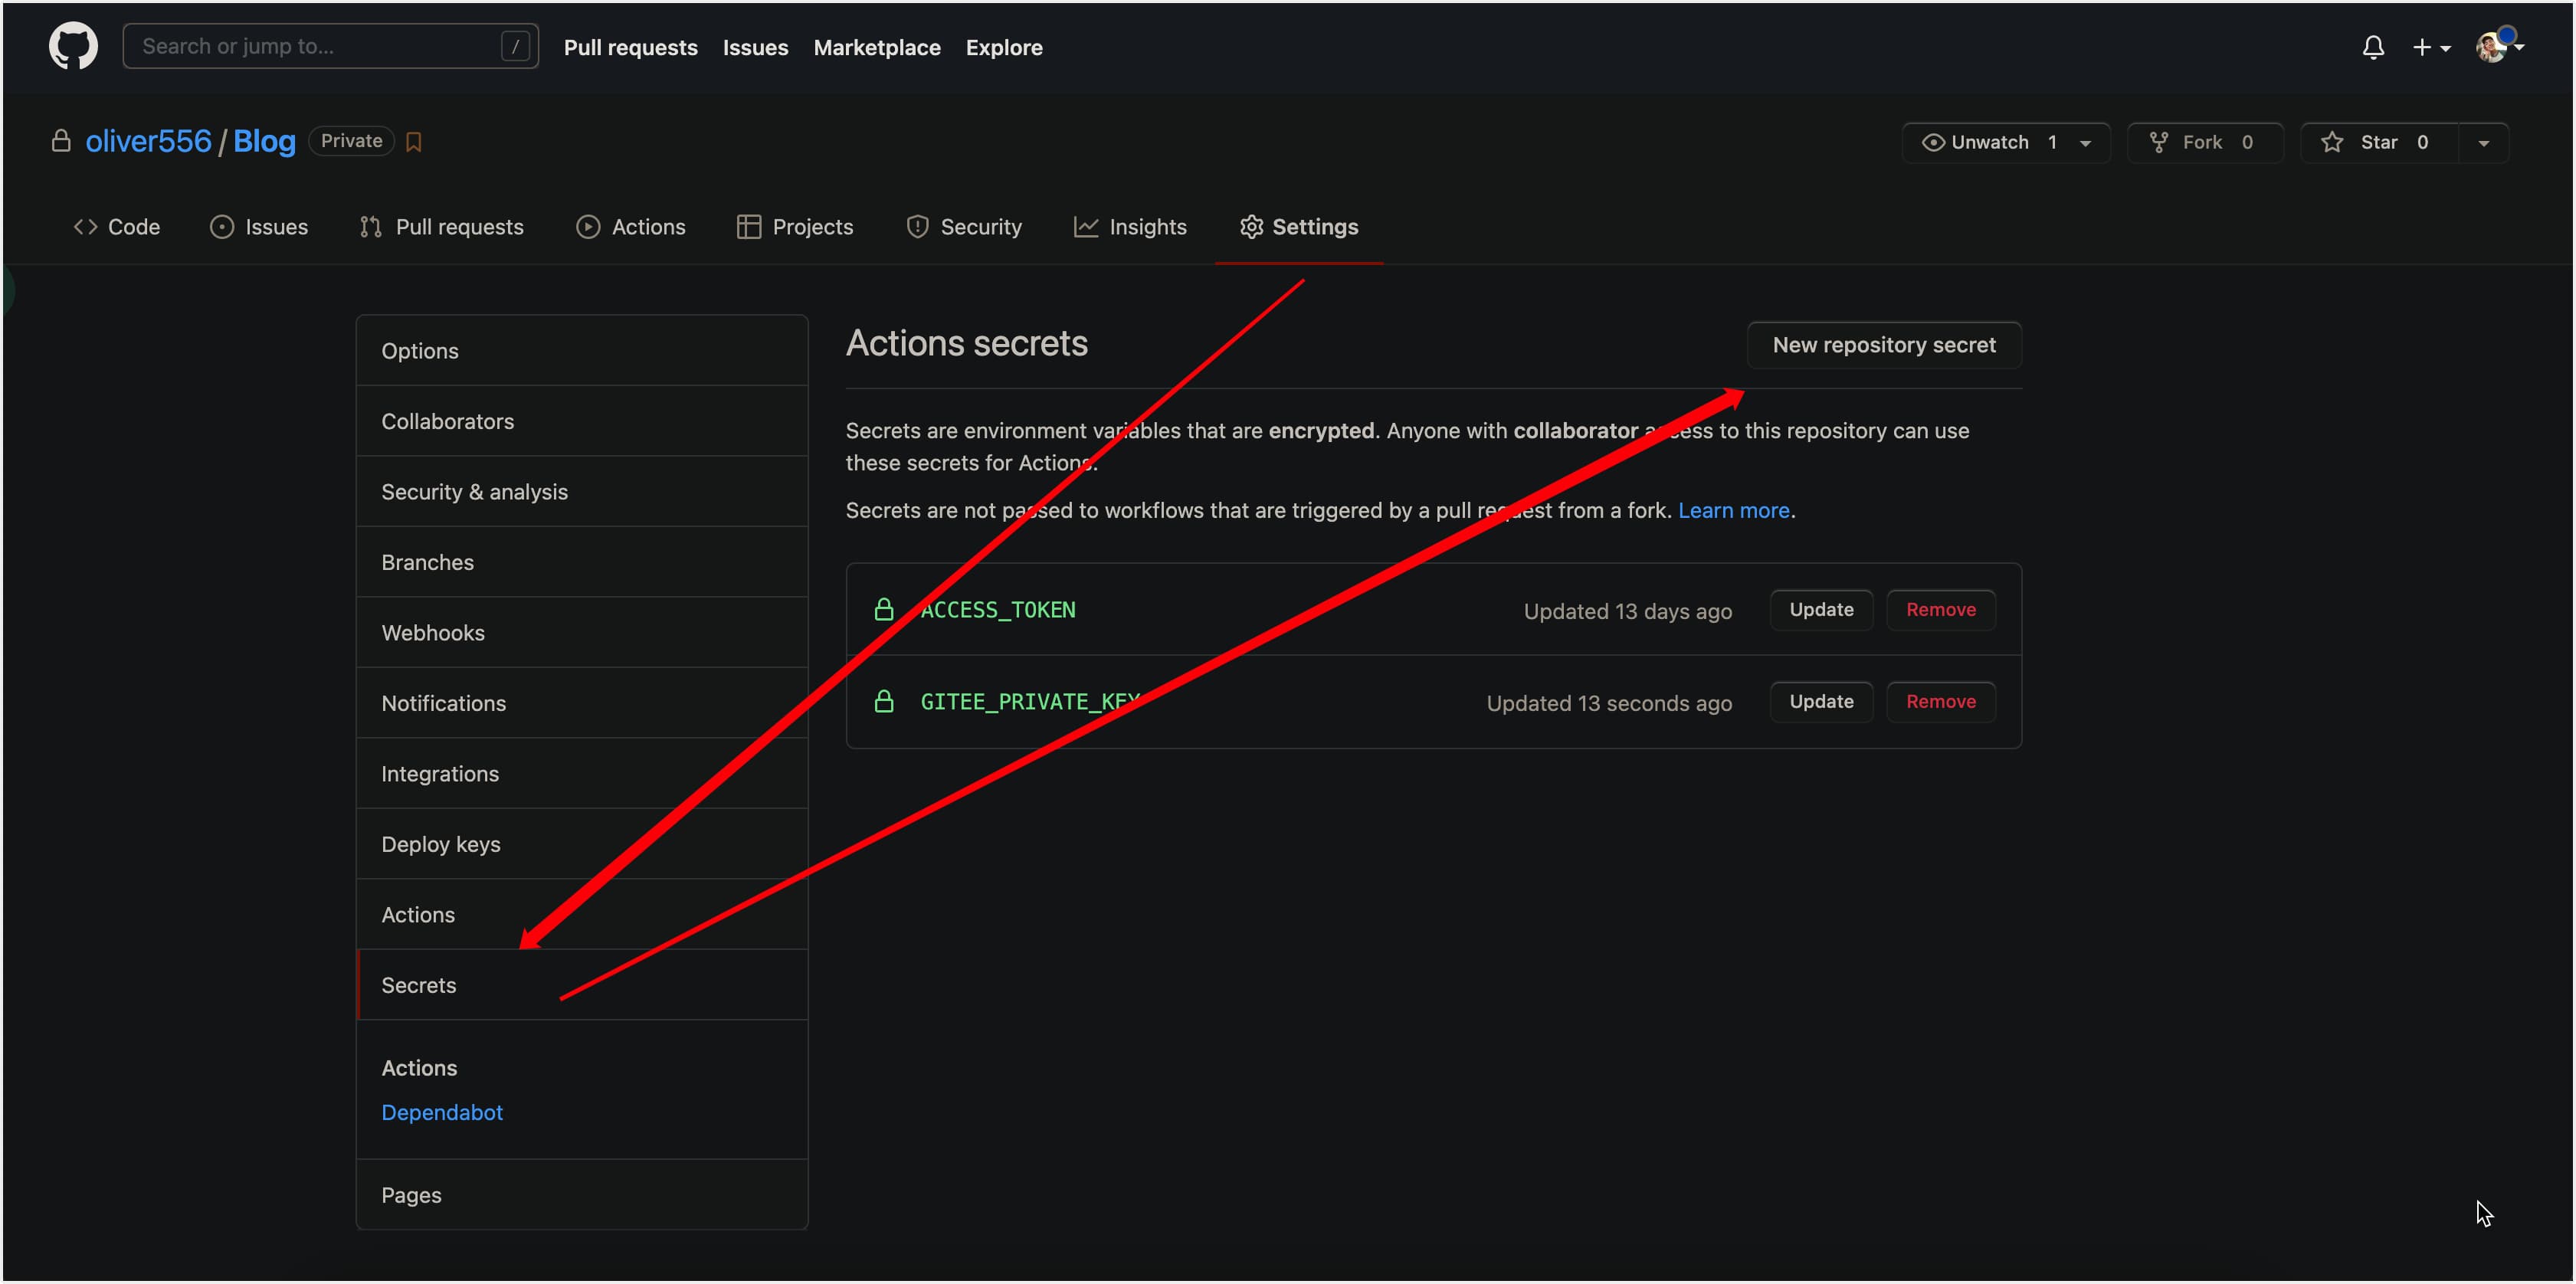 Search or jump to...
/
Pull requests
Issues
Marketplace
Explore
oliver556 / Blog
Private
Unwatch 1
Fork 0
Star 0
Code
Issues
Pull requests
Actions
Projects
Security
Insights
Settings
Options
Collaborators
Security & analysis
Branches
Webhooks
Notifications
Integrations
Deploy keys
Actions
Secrets
Actions
Dependabot
Pages
Actions secrets
New repository secret
Secrets are environment variables that are encrypted. Anyone with collaborator access to this repository can use
these secrets for Actions.
Secrets are not passed to workflows that are triggered by a pull request from a fork. Learn more.
ACCESS_TOKEN
Updated 13 days ago
Update
Remove
GITEE_PRIVATE_KEY
Updated 13 seconds ago
Update
Remove